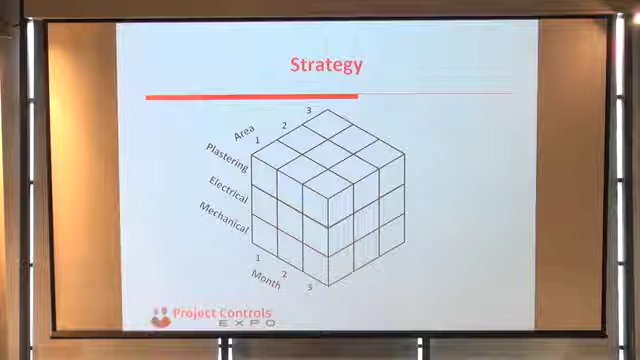 Strategy
Area
1 2 3
Plastering
Electrical
Mechanical
1 2 3
Month
Project Controls
EXPO